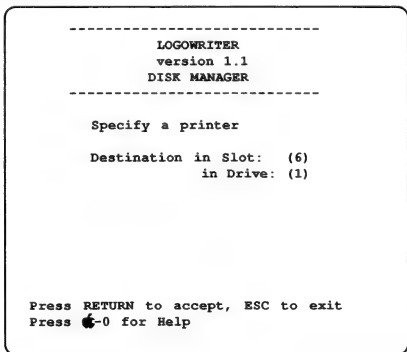 ------------------------------
LOGOWRITER
version 1.1
DISK MANAGER
------------------------------
Specify a printer
Destination in Slot: (6)
in Drive: (1)
Press RETURN to accept, ESC to exit
Press -0 for Help